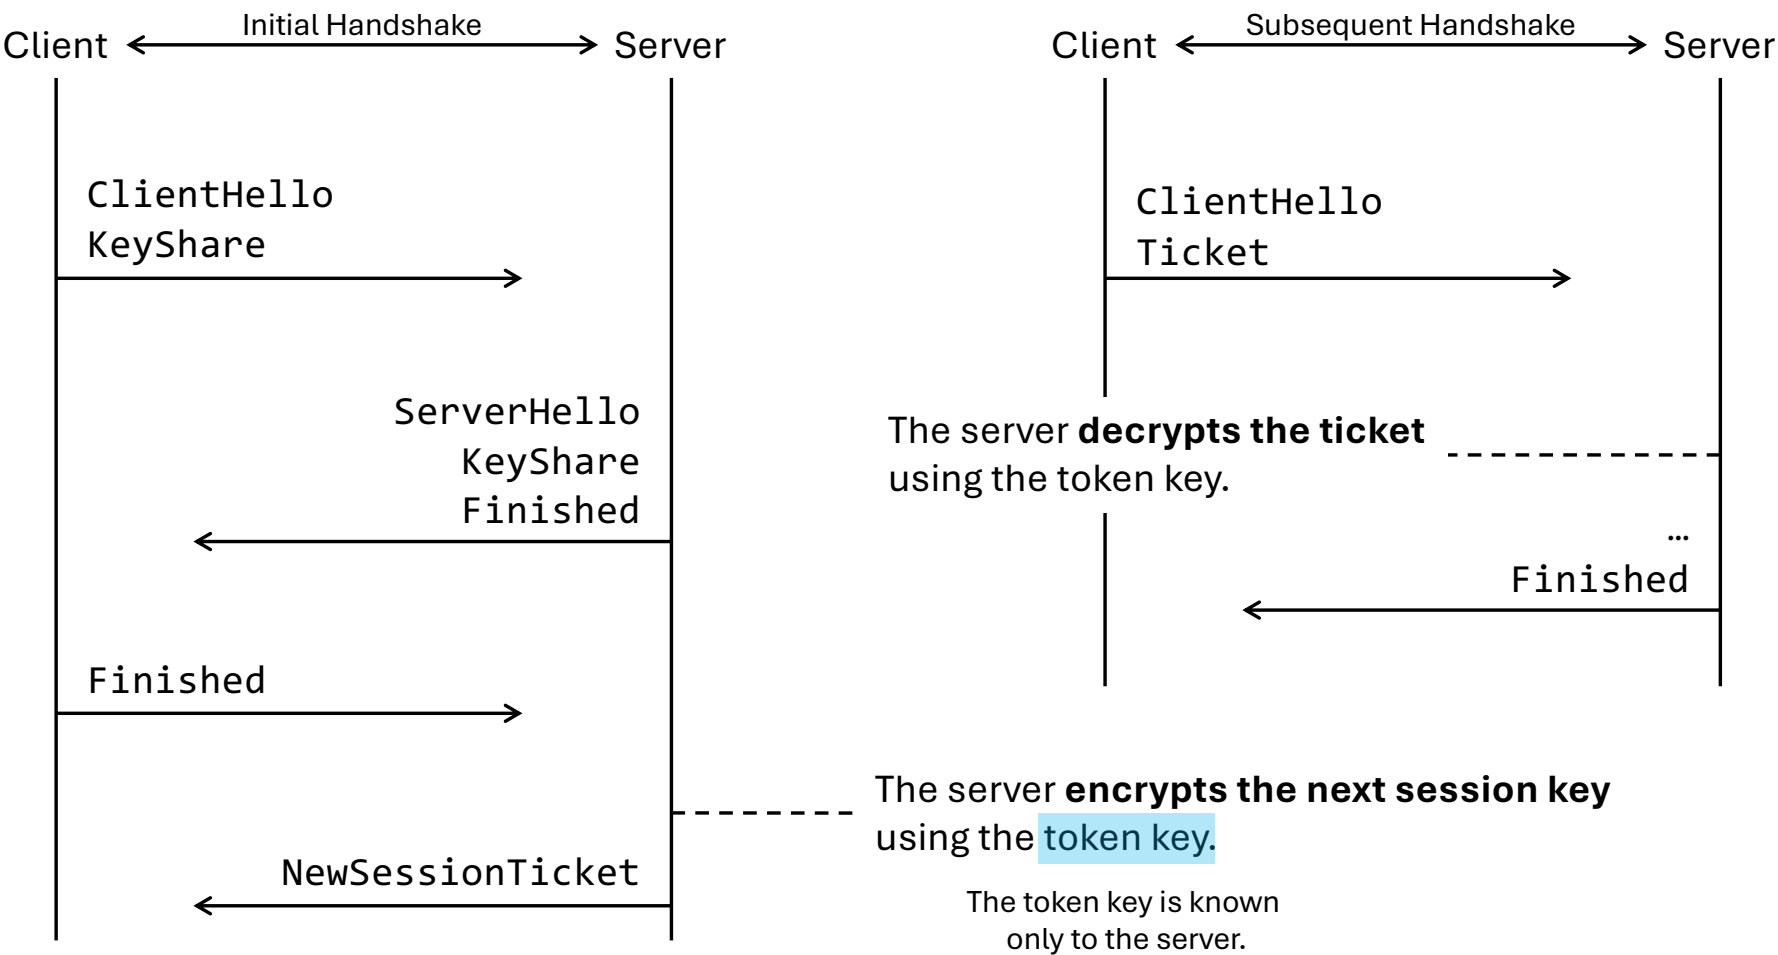 Client
Initial Handshake
Server
ClientHello
KeyShare
ServerHello
KeyShare
Finished
Finished
NewSessionTicket
Client
Subsequent Handshake
Server
ClientHello
Ticket
The server decrypts the ticket
using the token key.
...
Finished
The server encrypts the next session key
using the token key.
The token key is known
only to the server.